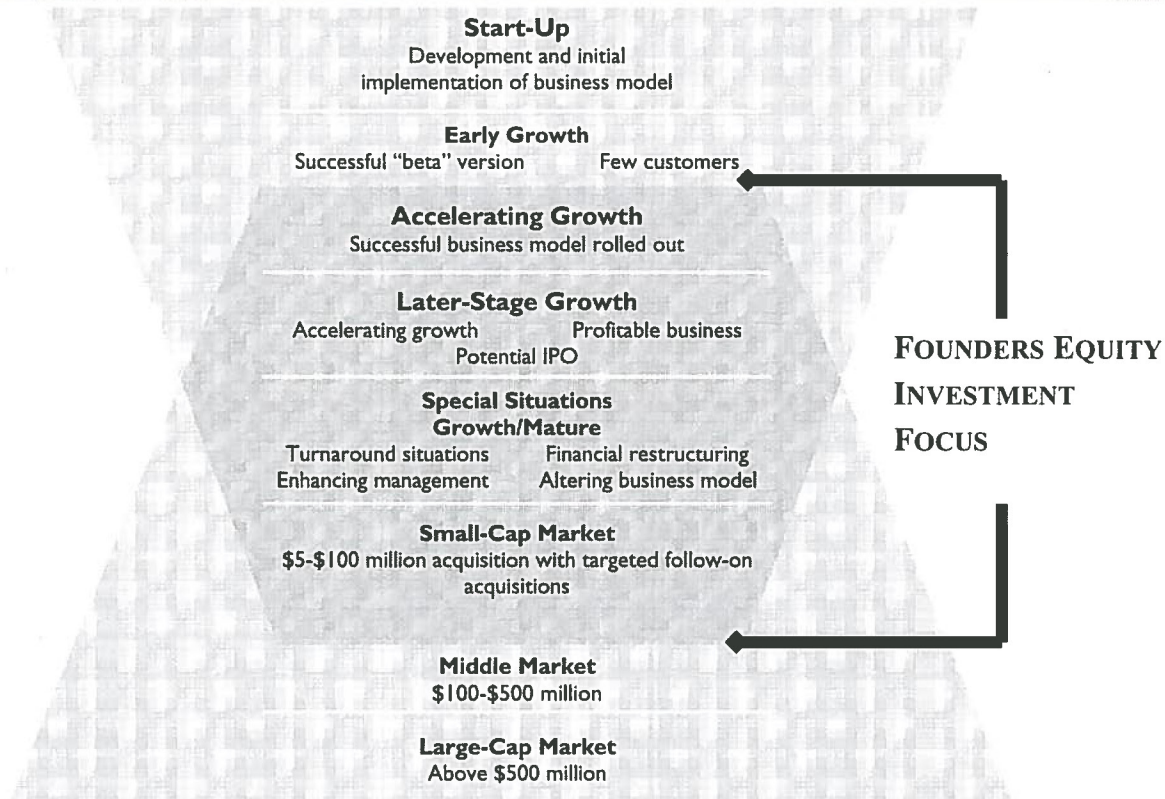 Start-Up
Development and initial
implementation of business model
Early Growth
Successful "beta" version Few customers
Accelerating Growth
Successful business model rolled out
Later-Stage Growth
Accelerating growth Profitable business
Potential IPO
Special Situations
Growth/Mature
Turnaround situations Financial restructuring
Enhancing management Altering business model
Small-Cap Market
$5-$100 million acquisition with targeted follow-on
acquisitions
Middle Market
$100-$500 million
Large-Cap Market
Above $500 million
FOUNDERS EQUITY
INVESTMENT
FOCUS